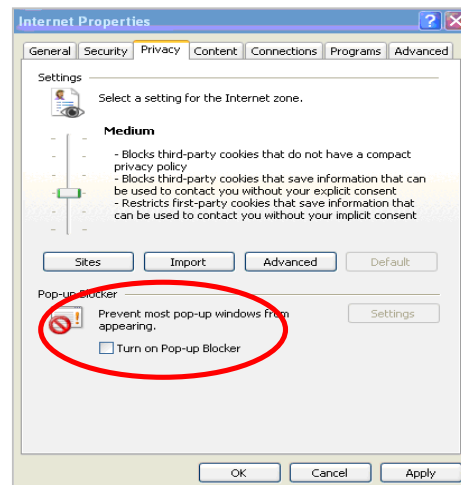 Internet Properties
General Security Privacy Content Connections Programs Advanced
Settings
Select a setting for the Internet zone.
Medium
- Blocks third-party cookies that do not have a compact
privacy policy
- Blocks third-party cookies that save information that can
be used to contact you without your explicit consent
- Restricts first-party cookies that save information that
can be used to contact you without your implicit consent
Sites Import Advanced Default
Pop-up Blocker
Prevent most pop-up windows from
appearing.
Settings
Turn on Pop-up Blocker
OK Cancel Apply